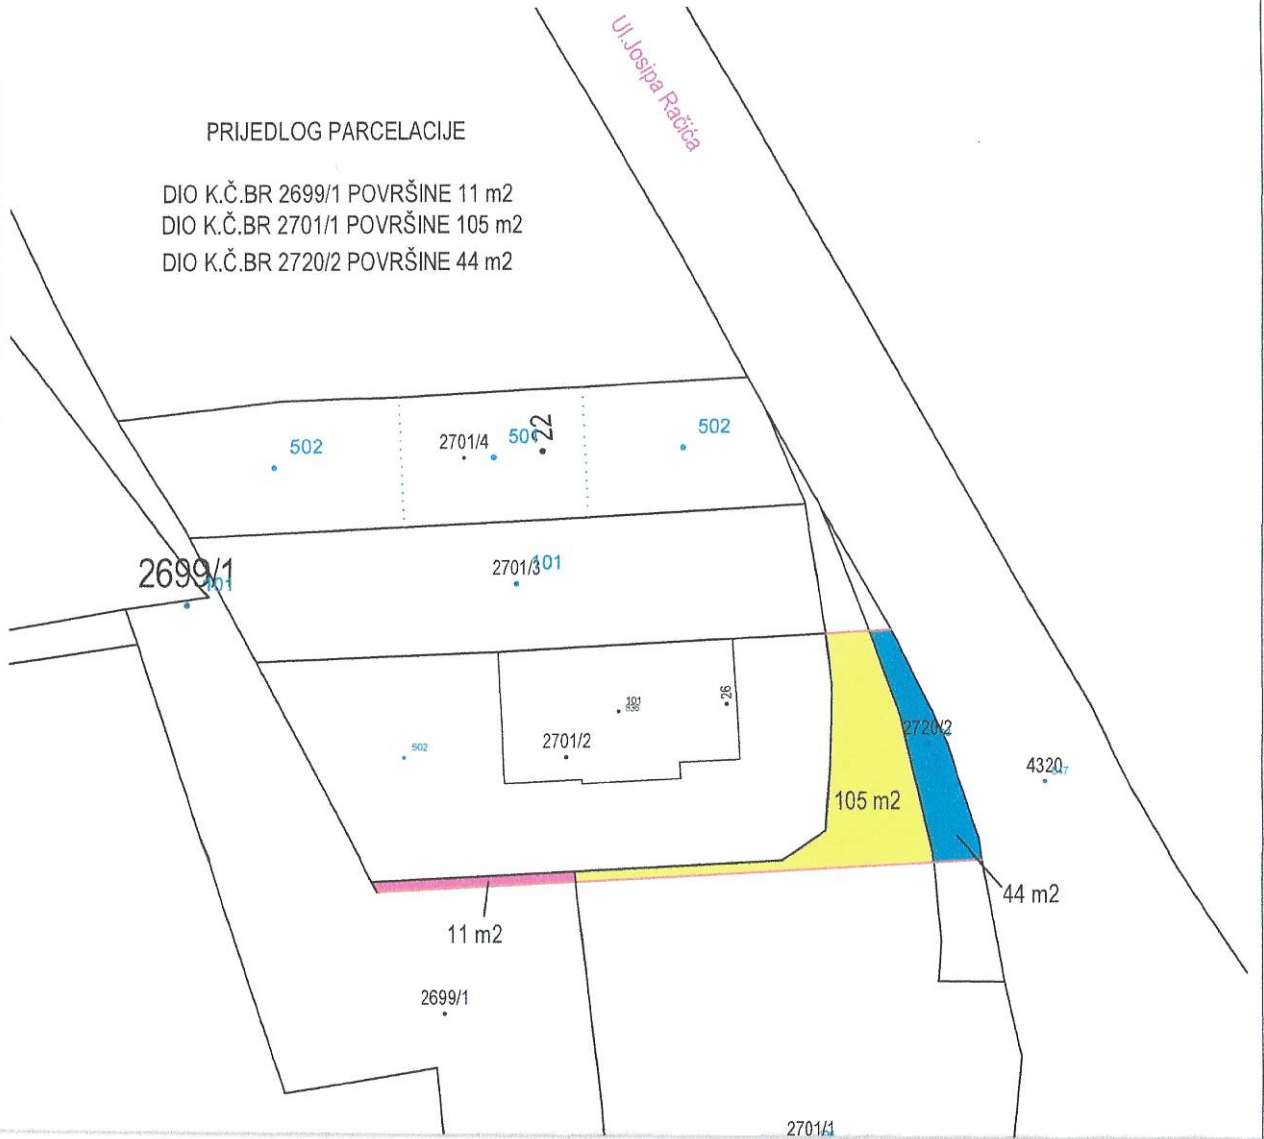 Ul.Josipa Račića
PRIJEDLOG PARCELACIJE
DIO K.Č.BR 2699/1 POVRŠINE 11 m2
DIO K.Č.BR 2701/1 POVRŠINE 105 m2
DIO K.Č.BR 2720/2 POVRŠINE 44 m2
502
2701/4
501
22
502
2699/1
101
2701/3
101
101
26
2701/2
502
2720/2
4320
105 m2
44 m2
11 m2
2699/1
2701/1